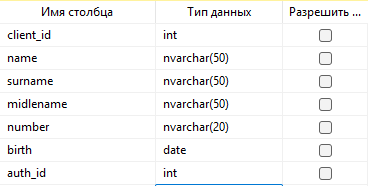 Имя столбца Тип данных Разрешить ...
client_id int
name nvarchar(50)
surname nvarchar(50)
midlename nvarchar(50)
number nvarchar(20)
birth date
auth_id int